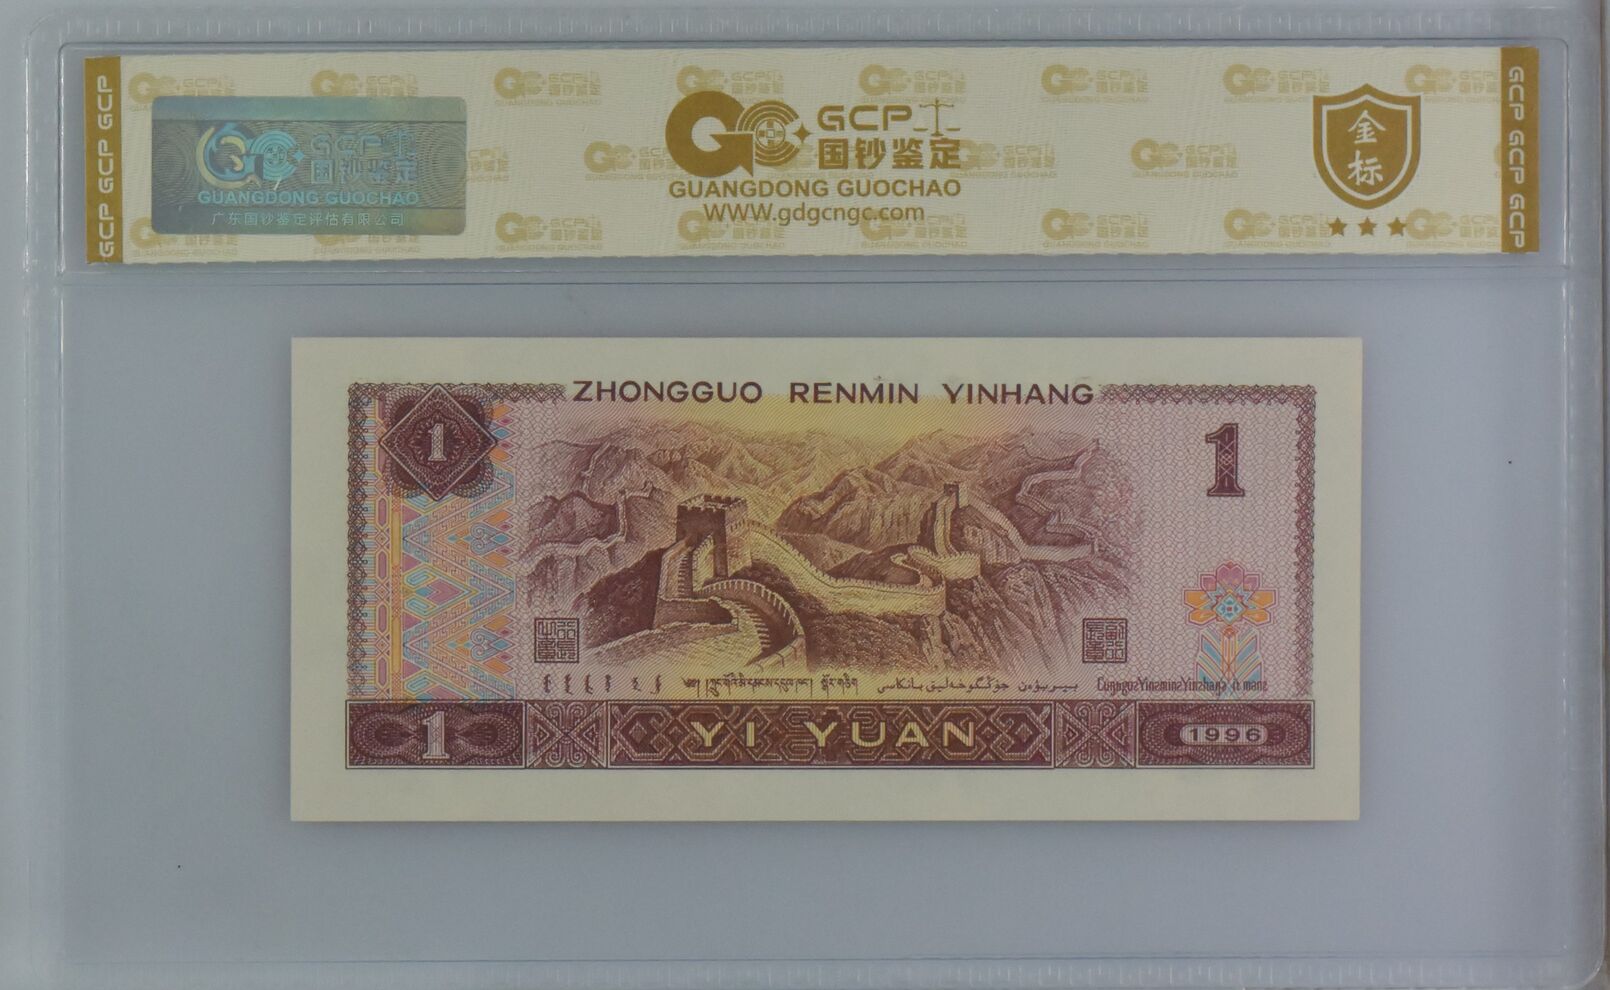 GCP GCP GCP
GCP
国钞鉴定
GUANGDONG GUOCHAO
广东国钞鉴定评估有限公司
GCP
国钞鉴定
GUANGDONG GUOCHAO
WWW.gdgcngc.com
金
标
GCP GCP GCP
ZHONGGUO RENMIN YINHANG
1
1
1
YI YUAN
1996